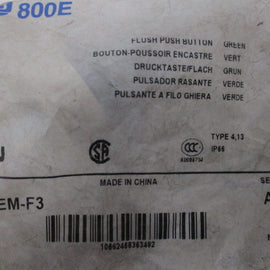 800E
FLUSH PUSH BUTTON GREEN
BOUTON-POUSSOIR ENCASTRE VERT
DRUCKTASTE/FLACH GRUN
PULSADOR RASANTE VERDE
PULSANTE A FILO GHIERA VERDE
TYPE 4,13
IP66
MADE IN CHINA
EM-F3